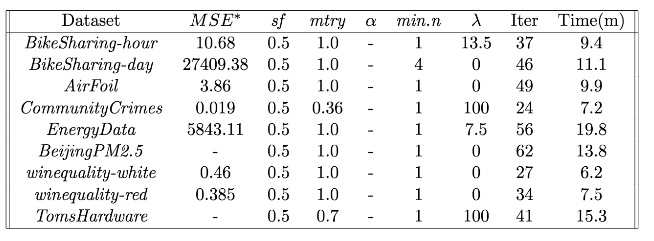 Dataset MSE* sf mtry α min.n λ Iter Time(m)
BikeSharing-hour 10.68 0.5 1.0 - 1 13.5 37 9.4
BikeSharing-day 27409.38 0.5 1.0 - 4 0 46 11.1
AirFoil 3.86 0.5 1.0 - 1 0 49 9.9
CommunityCrimes 0.019 0.5 0.36 - 1 100 24 7.2
EnergyData 5843.11 0.5 1.0 - 1 7.5 56 19.8
BeijingPM2.5 - 0.5 1.0 - 1 0 62 13.8
winequality-white 0.46 0.5 1.0 - 1 0 27 6.2
winequality-red 0.385 0.5 1.0 - 1 0 34 7.5
TomsHardware - 0.5 0.7 - 1 100 41 15.3